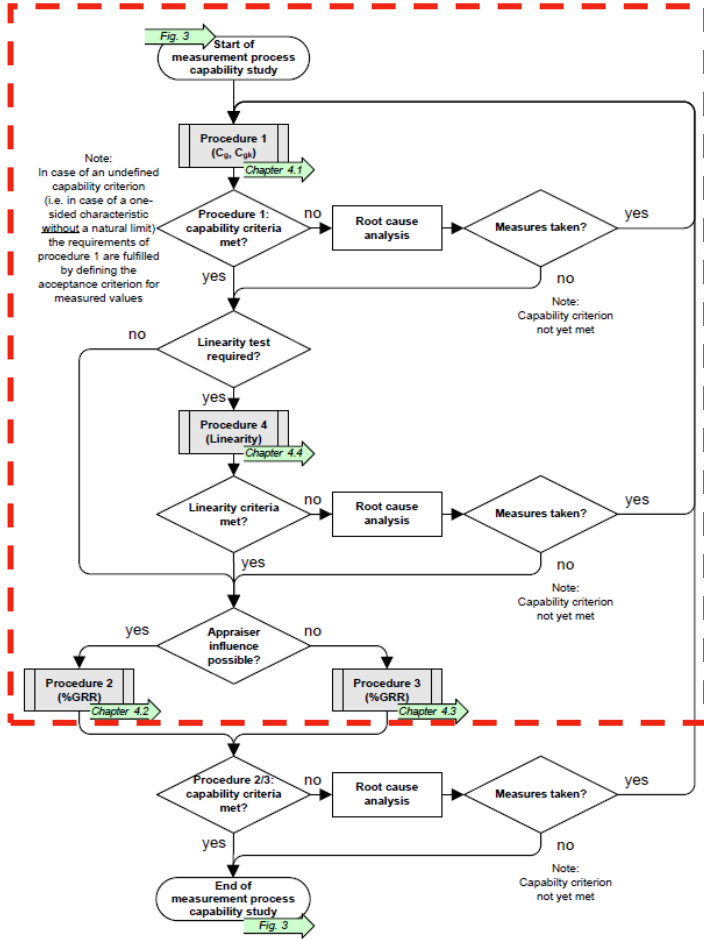 Fig. 3
Start of
measurement process
capability study
Procedure 1
(Cg, Cgk)
Chapter 4.1
Note:
In case of an undefined
capability criterion
(i.e. in case of a one-
sided characteristic
without a natural limit)
the requirements of
procedure 1 are fulfilled
by defining the
acceptance criterion for
measured values
Procedure 1:
capability criteria
met?
no
Root cause
analysis
Measures taken?
yes
yes
no
Note:
Capability criterion
not yet met
no
Linearity test
required?
yes
Procedure 4
(Linearity)
Chapter 4.4
Linearity criteria
met?
no
Root cause
analysis
Measures taken?
yes
yes
no
Note:
Capability criterion
not yet met
yes
Appraiser
influence
possible?
no
Procedure 2
(%GRR)
Chapter 4.2
Procedure 3
(%GRR)
Chapter 4.3
Procedure 2/3:
capability criteria
met?
no
Root cause
analysis
Measures taken?
yes
yes
no
Note:
Capabilty criterion
not yet met
End of
measurement process
capability study
Fig. 3